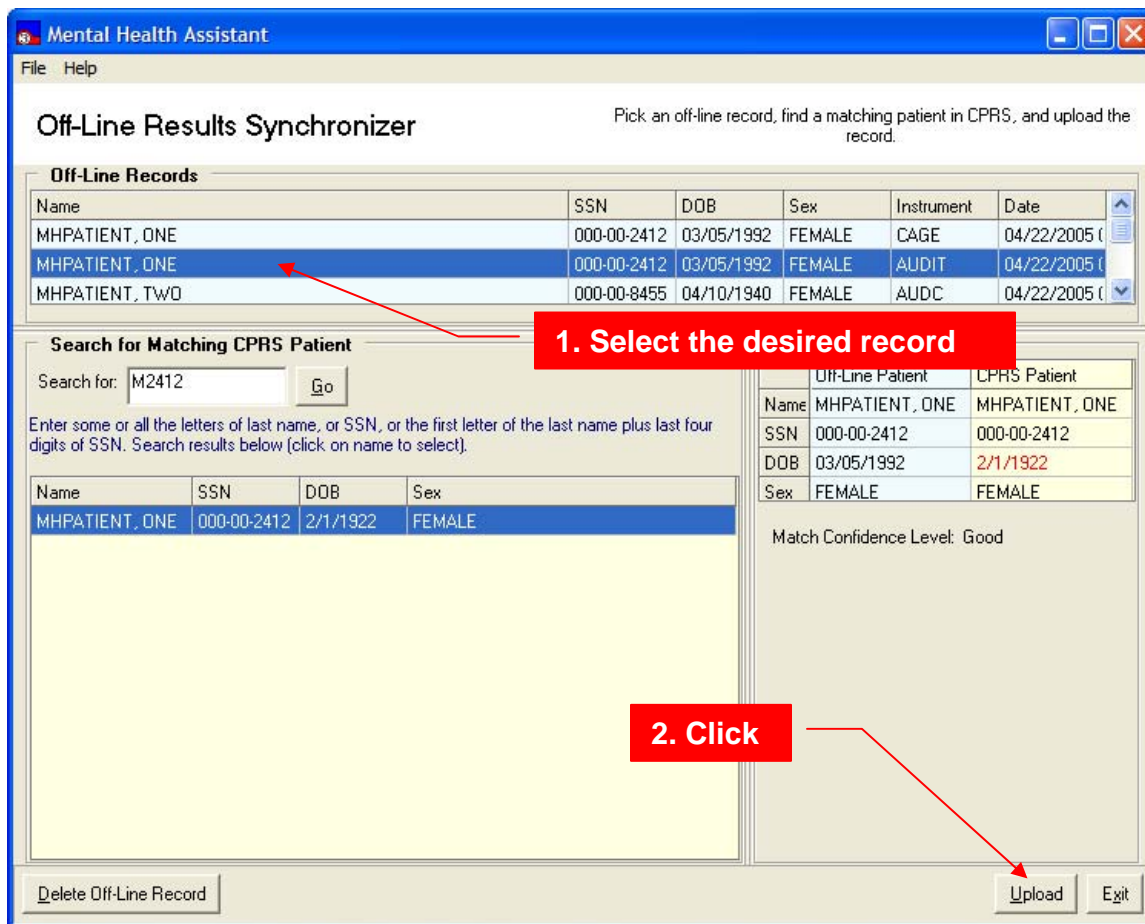 Mental Health Assistant
File Help
Off-Line Results Synchronizer
Pick an off-line record, find a matching patient in CPRS, and upload the
record.
Off-Line Records
Name SSN DOB Sex Instrument Date
MHPATIENT, ONE 000-00-2412 03/05/1992 FEMALE CAGE 04/22/2005 (
MHPATIENT, ONE 000-00-2412 03/05/1992 FEMALE AUDIT 04/22/2005 (
MHPATIENT, TWO 000-00-8455 04/10/1940 FEMALE AUDC 04/22/2005 (
1. Select the desired record
Search for Matching CPRS Patient
Search for: M2412 Go
Enter some or all the letters of last name, or SSN, or the first letter of the last name plus last four
digits of SSN. Search results below (click on name to select).
Name SSN DOB Sex
MHPATIENT, ONE 000-00-2412 2/1/1922 FEMALE
Off-Line Patient CPRS Patient
Name MHPATIENT, ONE MHPATIENT, ONE
SSN 000-00-2412 000-00-2412
DOB 03/05/1992 2/1/1922
Sex FEMALE FEMALE
Match Confidence Level: Good
2. Click
Delete Off-Line Record Upload Exit